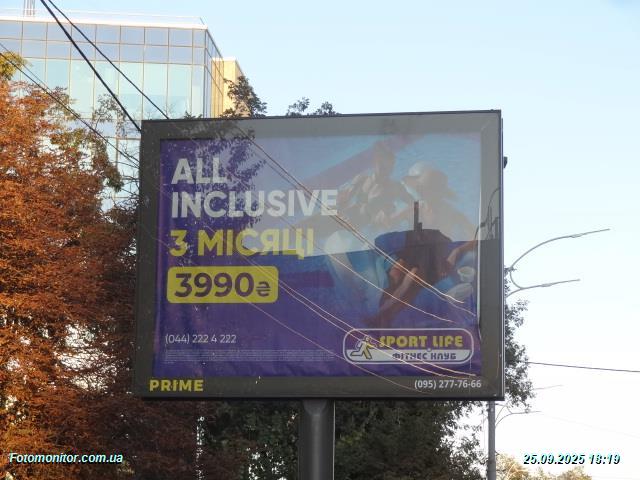 ALL
INCLUSIVE
3 МІСЯЦІ
3990₴
(044) 222 4 222
SPORT LIFE
ФІТНЕС КЛУБ
PRIME
(095) 277-76-66
Fotomonitor.com.ua
25.09.2025 18:19